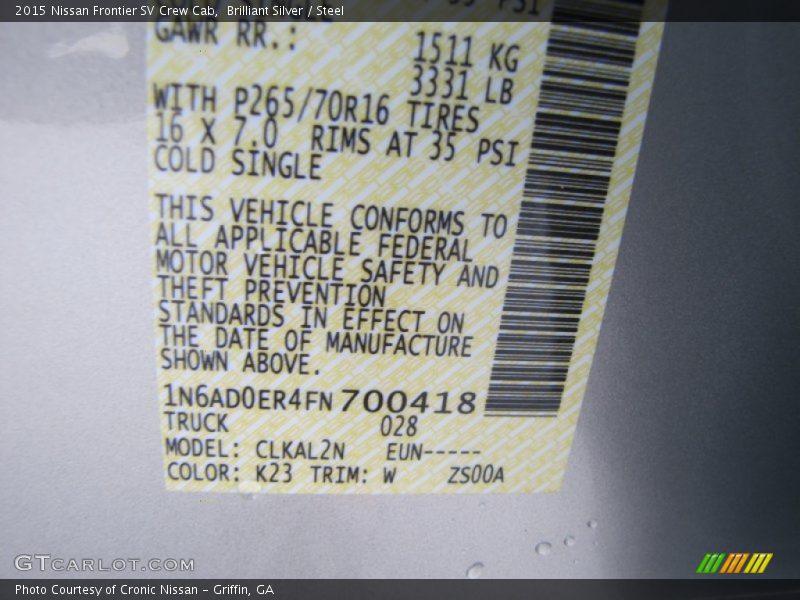 2015 Nissan Frontier SV Crew Cab, Brilliant Silver / Steel
PSI
GAWR RR.:
1511 KG
3331 LB
WITH P265/70R16 TIRES
16 X 7.0 RIMS AT 35 PSI
COLD SINGLE
THIS VEHICLE CONFORMS TO
ALL APPLICABLE FEDERAL
MOTOR VEHICLE SAFETY AND
THEFT PREVENTION
STANDARDS IN EFFECT ON
THE DATE OF MANUFACTURE
SHOWN ABOVE.
1N6AD0ER4FN700418
TRUCK 028
MODEL: CLKAL2N EUN-----
COLOR: K23 TRIM: W ZS00A
GTCARLOT.COM
Photo Courtesy of Cronic Nissan - Griffin, GA